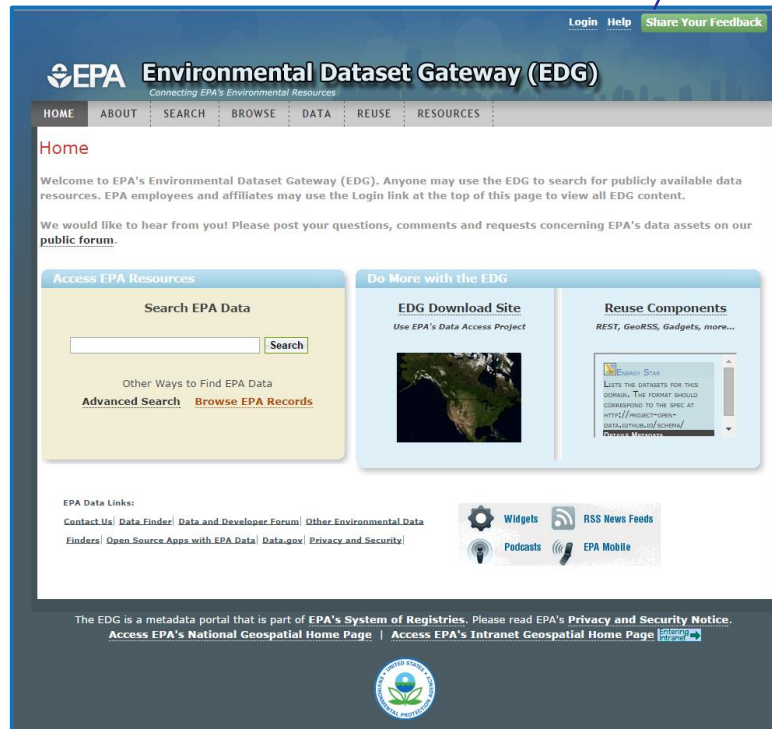 Login Help Share Your Feedback
EPA Environmental Dataset Gateway (EDG)
Connecting EPA's Environmental Resources
HOME ABOUT SEARCH BROWSE DATA REUSE RESOURCES
Home
Welcome to EPA's Environmental Dataset Gateway (EDG). Anyone may use the EDG to search for publicly available data
resources. EPA employees and affiliates may use the Login link at the top of this page to view all EDG content.
We would like to hear from you! Please post your questions, comments and requests concerning EPA's data assets on our
public forum.
Access EPA Resources
Search EPA Data
Search
Other Ways to Find EPA Data
Advanced Search Browse EPA Records
Do More with the EDG
EDG Download Site
Use EPA's Data Access Project
Reuse Components
REST, GeoRSS, Gadgets, more...
ENERGY STAR
LISTS THE DATASETS FOR THIS
DOMAIN. THE FORMAT SHOULD
CORRESPOND TO THE SPEC AT
HTTP://PROJECT-OPEN-
DATA.GITHUB.IO/SCHEMA/
DETAILS METADATA
EPA Data Links:
Contact Us| Data Finder| Data and Developer Forum| Other Environmental Data
Finders| Open Source Apps with EPA Data| Data.gov| Privacy and Security|
Widgets RSS News Feeds
Podcasts EPA Mobile
The EDG is a metadata portal that is part of EPA's System of Registries. Please read EPA's Privacy and Security Notice.
Access EPA's National Geospatial Home Page | Access EPA's Intranet Geospatial Home Page Entering Intranet
UNITED STATES ENVIRONMENTAL PROTECTION AGENCY